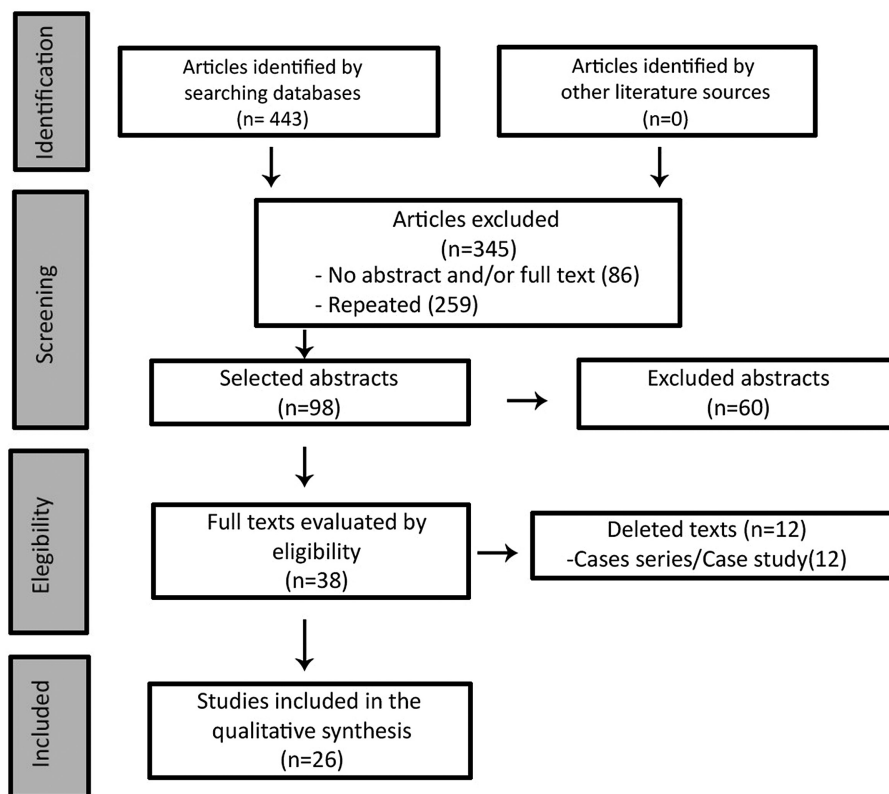 Identification
Articles identified by
searching databases
(n= 443)
Articles identified by
other literature sources
(n=0)
Screening
Articles excluded
(n=345)
- No abstract and/or full text (86)
- Repeated (259)
Selected abstracts
(n=98)
Excluded abstracts
(n=60)
Elegibility
Full texts evaluated by
eligibility
(n=38)
Deleted texts (n=12)
-Cases series/Case study(12)
Included
Studies included in the
qualitative synthesis
(n=26)